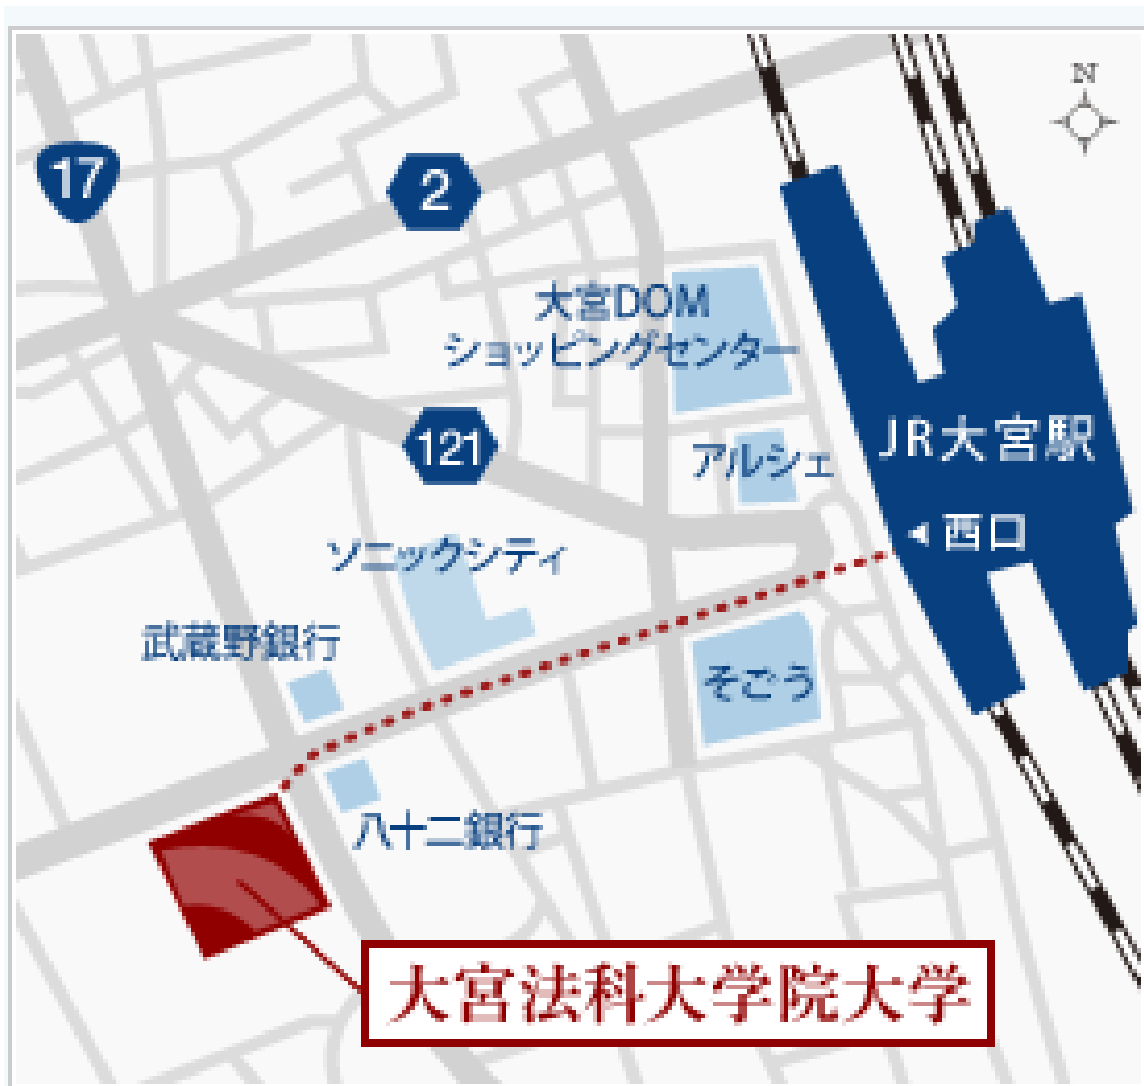 N
17
2
大宮DOM
ショッピングセンター
JR大宮駅
121
アルシェ
西口
ソニックシティ
武蔵野銀行
そごう
八十二銀行
大宮法科大学院大学